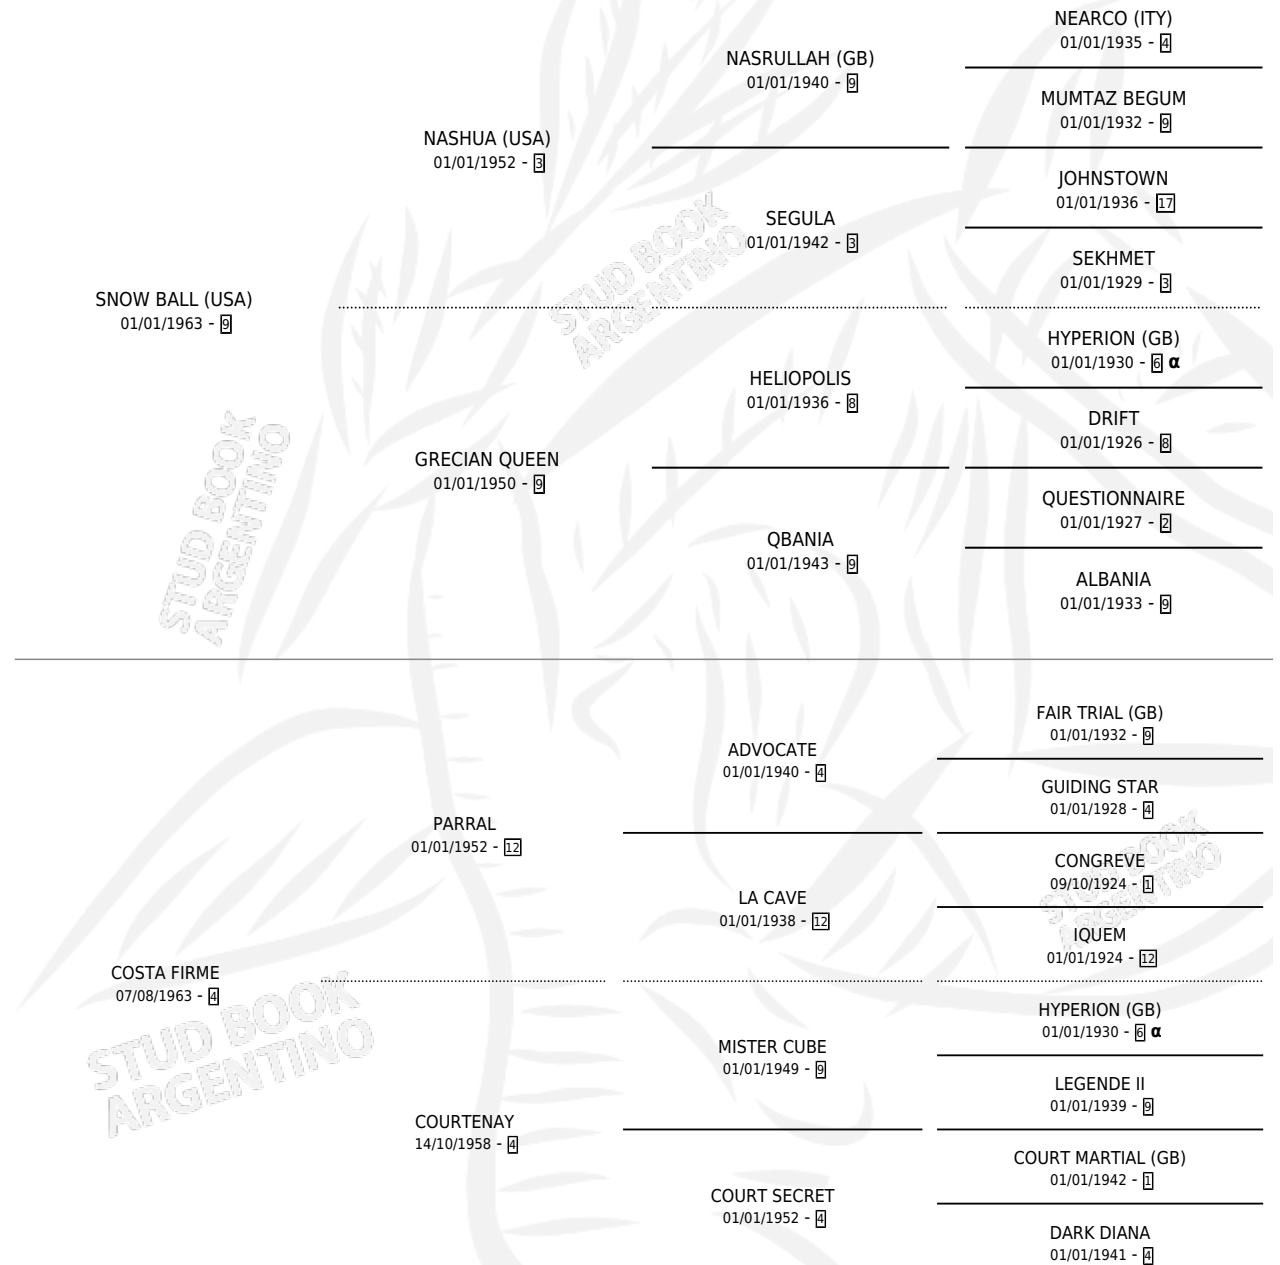 NEARCO (ITY)
01/01/1935 - 4
NASRULLAH (GB)
01/01/1940 - 9
MUMTAZ BEGUM
01/01/1932 - 9
NASHUA (USA)
01/01/1952 - 3
JOHNSTOWN
01/01/1936 - 17
SEGULA
01/01/1942 - 3
SEKHMET
01/01/1929 - 3
SNOW BALL (USA)
01/01/1963 - 9
HYPERION (GB)
01/01/1930 - 6 α
HELIOPOLIS
01/01/1936 - 8
DRIFT
01/01/1926 - 8
GRECIAN QUEEN
01/01/1950 - 9
QUESTIONNAIRE
01/01/1927 - 2
QBANIA
01/01/1943 - 9
ALBANIA
01/01/1933 - 9
FAIR TRIAL (GB)
01/01/1932 - 9
ADVOCATE
01/01/1940 - 4
GUIDING STAR
01/01/1928 - 4
PARRAL
01/01/1952 - 12
CONGREVE
09/10/1924 - 1
LA CAVE
01/01/1938 - 12
IQUEM
01/01/1924 - 12
COSTA FIRME
07/08/1963 - 4
HYPERION (GB)
01/01/1930 - 6 α
MISTER CUBE
01/01/1949 - 9
LEGENDE II
01/01/1939 - 9
COURTENAY
14/10/1958 - 4
COURT MARTIAL (GB)
01/01/1942 - 1
COURT SECRET
01/01/1952 - 4
DARK DIANA
01/01/1941 - 4
STUD BOOK
ARGENTINO
STUD BOOK
ARGENTINO
STUD BOOK
ARGENTINO
STUD BOOK
ARGENTINO